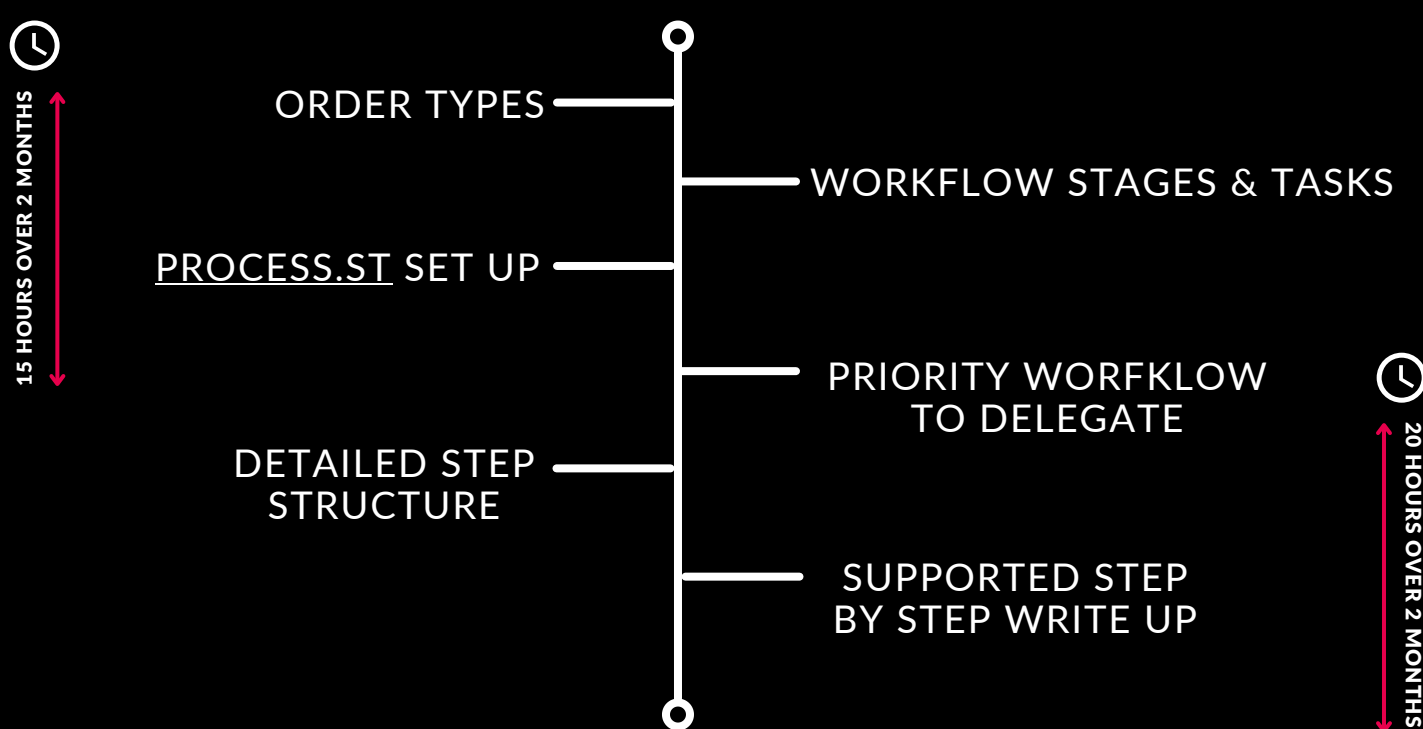 15 HOURS OVER 2 MONTHS
ORDER TYPES
WORKFLOW STAGES & TASKS
PROCESS.ST SET UP
PRIORITY WORFKLOW
TO DELEGATE
DETAILED STEP
STRUCTURE
SUPPORTED STEP
BY STEP WRITE UP
20 HOURS OVER 2 MONTHS